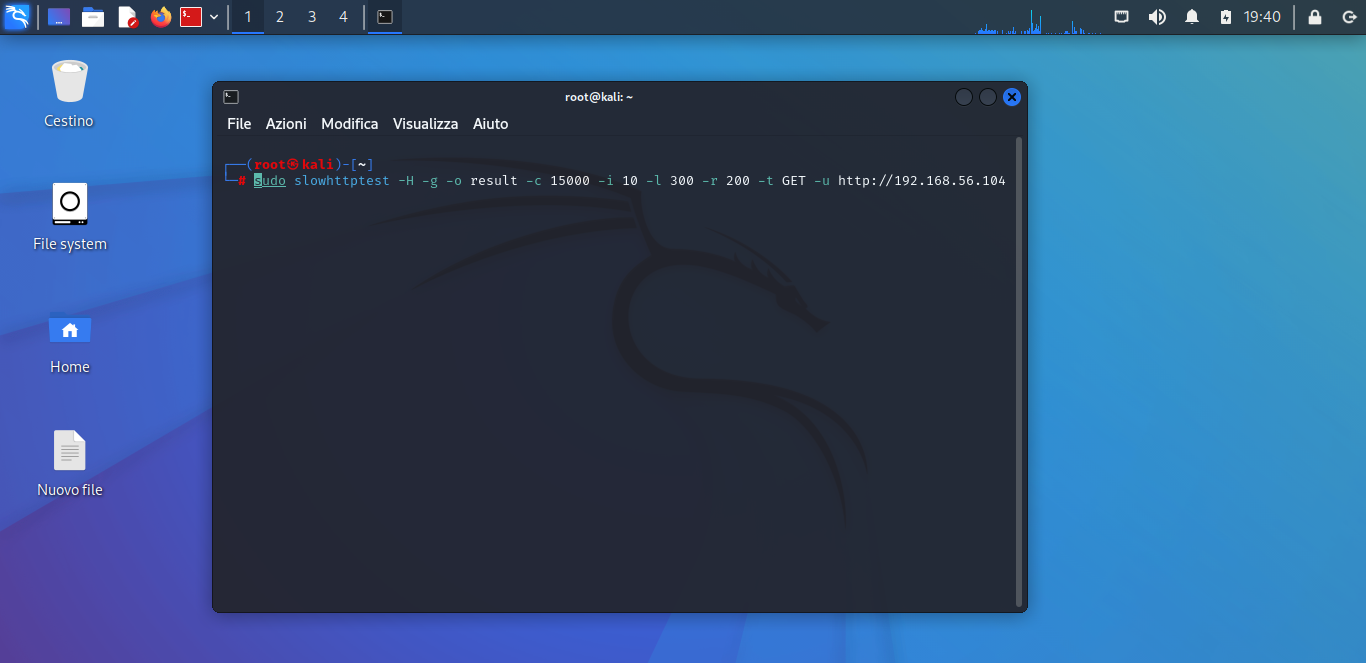 1 2 3 4 19:40
Cestino
File system
Home
Nuovo file
root@kali: ~
File Azioni Modifica Visualizza Aiuto
┌──(root㉿kali)-[~]
└─# sudo slowhttptest -H -g -o result -c 15000 -i 10 -l 300 -r 200 -t GET -u http://192.168.56.104